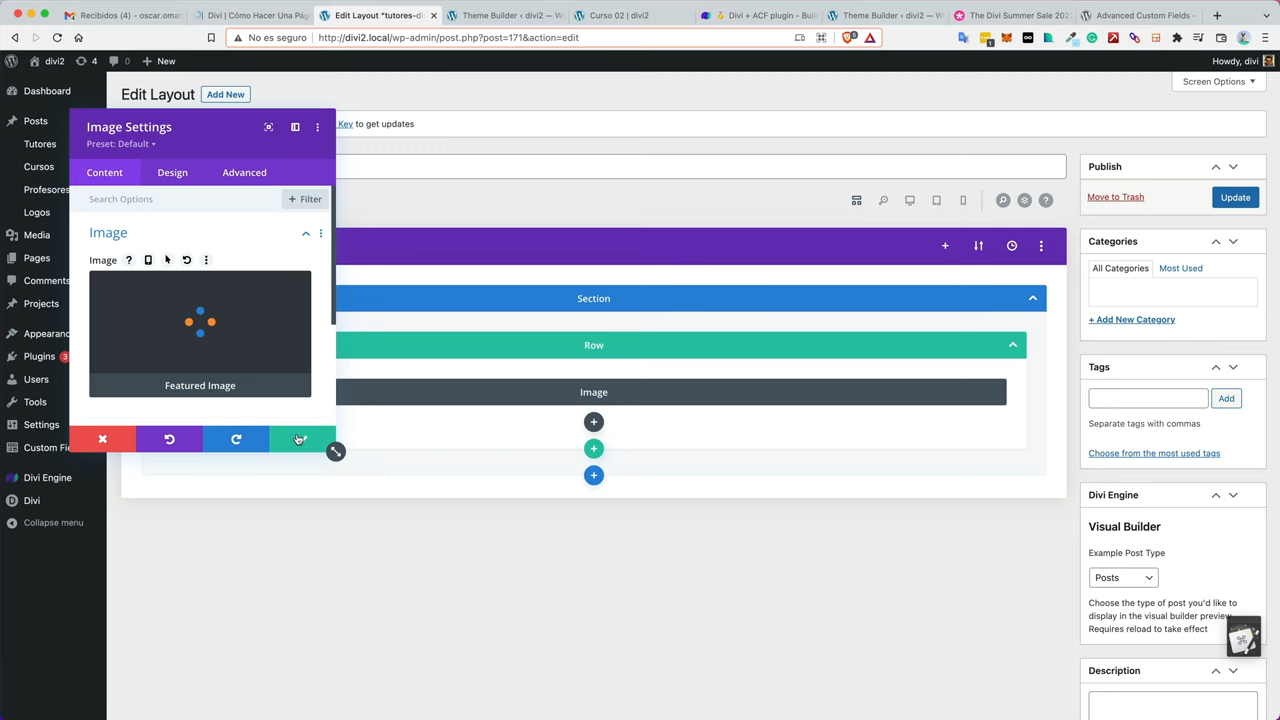 Recibidos (4) - oscar.omar
Divi | Cómo Hacer Una Pág
Edit Layout "tutores-di
Theme Builder ‹ divi2 — W
Curso 02 | divi2
Divi + ACF plugin - Build
Theme Builder ‹ divi2 — W
The Divi Summer Sale 202
Advanced Custom Fields –
No es seguro
http://divi2.local/wp-admin/post.php?post=171&action=edit
divi2
4
0
New
Howdy, divi
Screen Options
Dashboard
Posts
Tutores
Cursos
Profesores
Logos
Media
Pages
Comments
Projects
Appearanc
Plugins 3
Users
Tools
Settings
Custom Fie
Divi Engine
Divi
Collapse menu
Edit Layout
Add New
Key to get updates
Image Settings
Preset: Default
Content
Design
Advanced
Search Options
+ Filter
Image
Image
Featured Image
Section
Row
Image
Publish
Move to Trash
Update
Categories
All Categories
Most Used
+ Add New Category
Tags
Add
Separate tags with commas
Choose from the most used tags
Divi Engine
Visual Builder
Example Post Type
Posts
Choose the type of post you'd like to
display in the visual builder preview.
Requires reload to take effect
Description